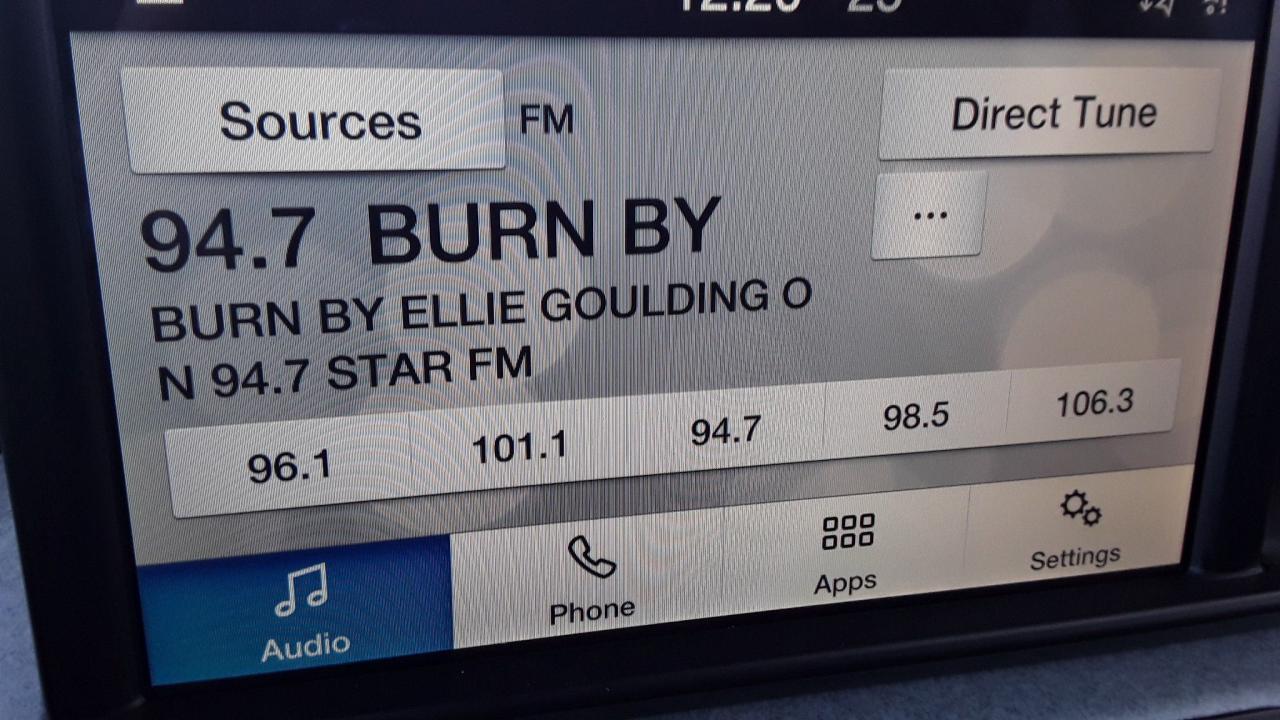 Sources FM Direct Tune
94.7 BURN BY
...
BURN BY ELLIE GOULDING O
N 94.7 STAR FM
96.1 101.1 94.7 98.5 106.3
Audio Phone Apps Settings